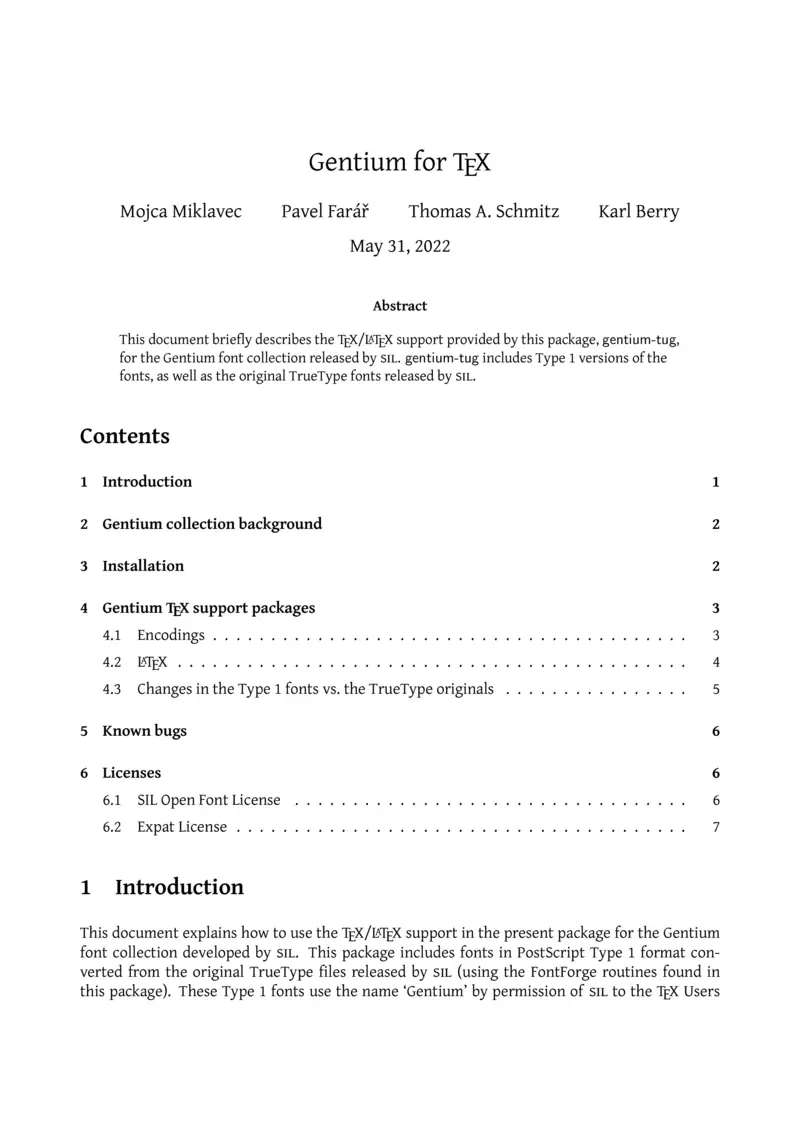 Gentium for TEX
Mojca Miklavec Pavel Farář Thomas A. Schmitz Karl Berry
May 31, 2022
Abstract
This document briefly describes the TEX/LATEX support provided by this package, gentium-tug,
for the Gentium font collection released by SIL. gentium-tug includes Type 1 versions of the
fonts, as well as the original TrueType fonts released by SIL.
Contents
1 Introduction 1
2 Gentium collection background 2
3 Installation 2
4 Gentium TEX support packages 3
4.1 Encodings . . . . . . . . . . . . . . . . . . . . . . . . . . . . . . . . . . . . . . . . . 3
4.2 LATEX . . . . . . . . . . . . . . . . . . . . . . . . . . . . . . . . . . . . . . . . . . . . 4
4.3 Changes in the Type 1 fonts vs. the TrueType originals . . . . . . . . . . . . . . . . 5
5 Known bugs 6
6 Licenses 6
6.1 SIL Open Font License . . . . . . . . . . . . . . . . . . . . . . . . . . . . . . . . . . 6
6.2 Expat License . . . . . . . . . . . . . . . . . . . . . . . . . . . . . . . . . . . . . . . 7
1 Introduction
This document explains how to use the TEX/LATEX support in the present package for the Gentium
font collection developed by SIL. This package includes fonts in PostScript Type 1 format con-
verted from the original TrueType files released by SIL (using the FontForge routines found in
this package). These Type 1 fonts use the name ‘Gentium’ by permission of SIL to the TEX Users